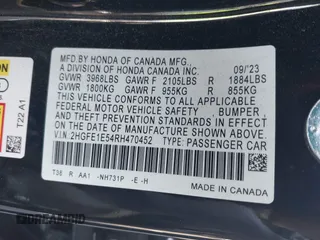 MFD. BY HONDA OF CANADA MFG.,
A DIVISION OF HONDA CANADA INC. 09/'23
GVWR 3968LBS GAWR F 2105LBS R 1884LBS
GVWR 1800KG GAWR F 955KG R 855KG
THIS VEHICLE CONFORMS TO ALL APPLICABLE
FEDERAL MOTOR VEHICLE SAFETY, BUMPER,
AND THEFT PREVENTION STANDARDS IN EFFECT
ON THE DATE OF MANUFACTURE SHOWN ABOVE.
V.I.N. 2HGFE1E54RH470452 TYPE: PASSENGER CAR
T38 R AA1 -NH731P -E-H
MADE IN CANADA
T22 A1